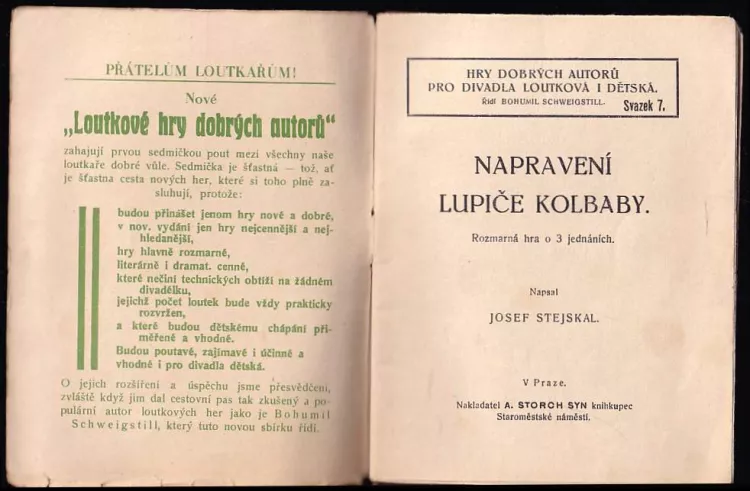 PŘÁTELŮM LOUTKAŘŮM!
Nové
„Loutkové hry dobrých autorů"
zahajují prvou sedmičkou pout mezi všechny naše
loutkaře dobré vůle. Sedmička je šťastná — tož, ať
je šťastna cesta nových her, které si toho plně za-
sluhují, protože:
budou přinášet jenom hry nové a dobré,
v nov. vydání jen hry nejcennější a nej-
hledanější,
hry hlavně rozmarné,
literárně i dramat. cenné,
které nečiní technických obtíží na žádném
divadélku,
jejichž počet loutek bude vždy prakticky
rozvržen,
a které budou dětskému chápání při-
měřené a vhodné.
Budou poutavé, zajímavé i účinné a
vhodné i pro divadla dětská.
O jejich rozšíření a úspěchu jsme přesvědčeni,
zvláště když jim dal cestovní pas tak zkušený a po-
pulární autor loutkových her jako je Bohumil
Schweigstill, který tuto novou sbírku řídí.
HRY DOBRÝCH AUTORŮ
PRO DIVADLA LOUTKOVÁ I DĚTSKÁ.
Řídí BOHUMIL SCHWEIGSTILL.
Svazek 7.
NAPRAVENÍ
LUPIČE KOLBABY.
Rozmarná hra o 3 jednáních.
Napsal
JOSEF STEJSKAL.
V Praze.
Nakladatel A. STORCH SYN knihkupec
Staroměstské náměstí.